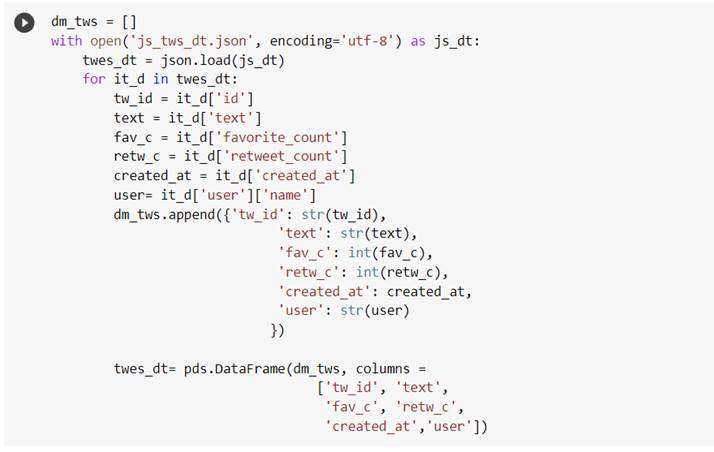 dm_tws = []
with open('js_tws_dt.json', encoding='utf-8') as js_dt:
    twes_dt = json.load(js_dt)
    for it_d in twes_dt:
        tw_id = it_d['id']
        text = it_d['text']
        fav_c = it_d['favorite_count']
        retw_c = it_d['retweet_count']
        created_at = it_d['created_at']
        user= it_d['user']['name']
        dm_tws.append({'tw_id': str(tw_id),
                             'text': str(text),
                             'fav_c': int(fav_c),
                             'retw_c': int(retw_c),
                             'created_at': created_at,
                             'user': str(user)
                            })
        twes_dt= pds.DataFrame(dm_tws, columns =
                                  ['tw_id', 'text',
                                   'fav_c', 'retw_c',
                                   'created_at','user'])